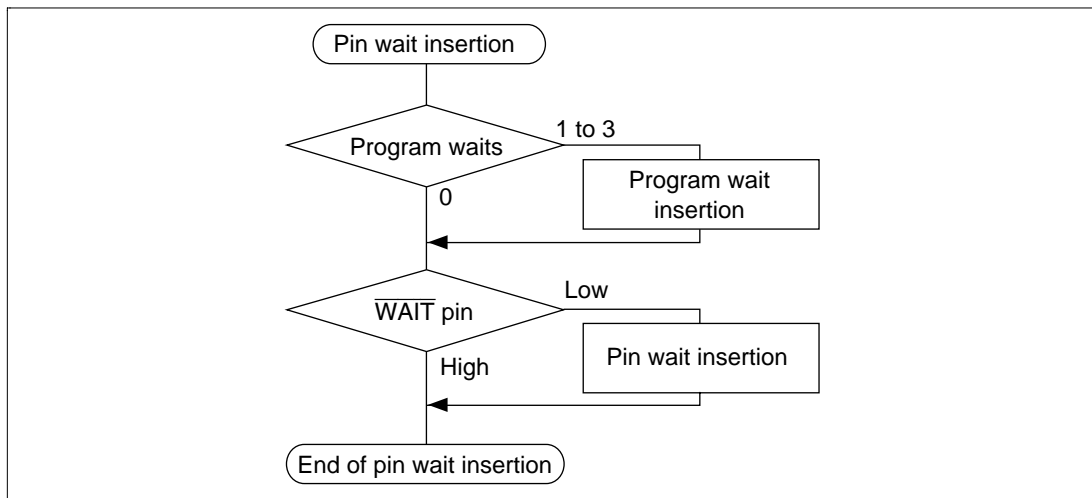 Pin wait insertion
1 to 3
Program waits
Program wait
insertion
0
Low
W̅A̅I̅T̅ pin
Pin wait insertion
High
End of pin wait insertion